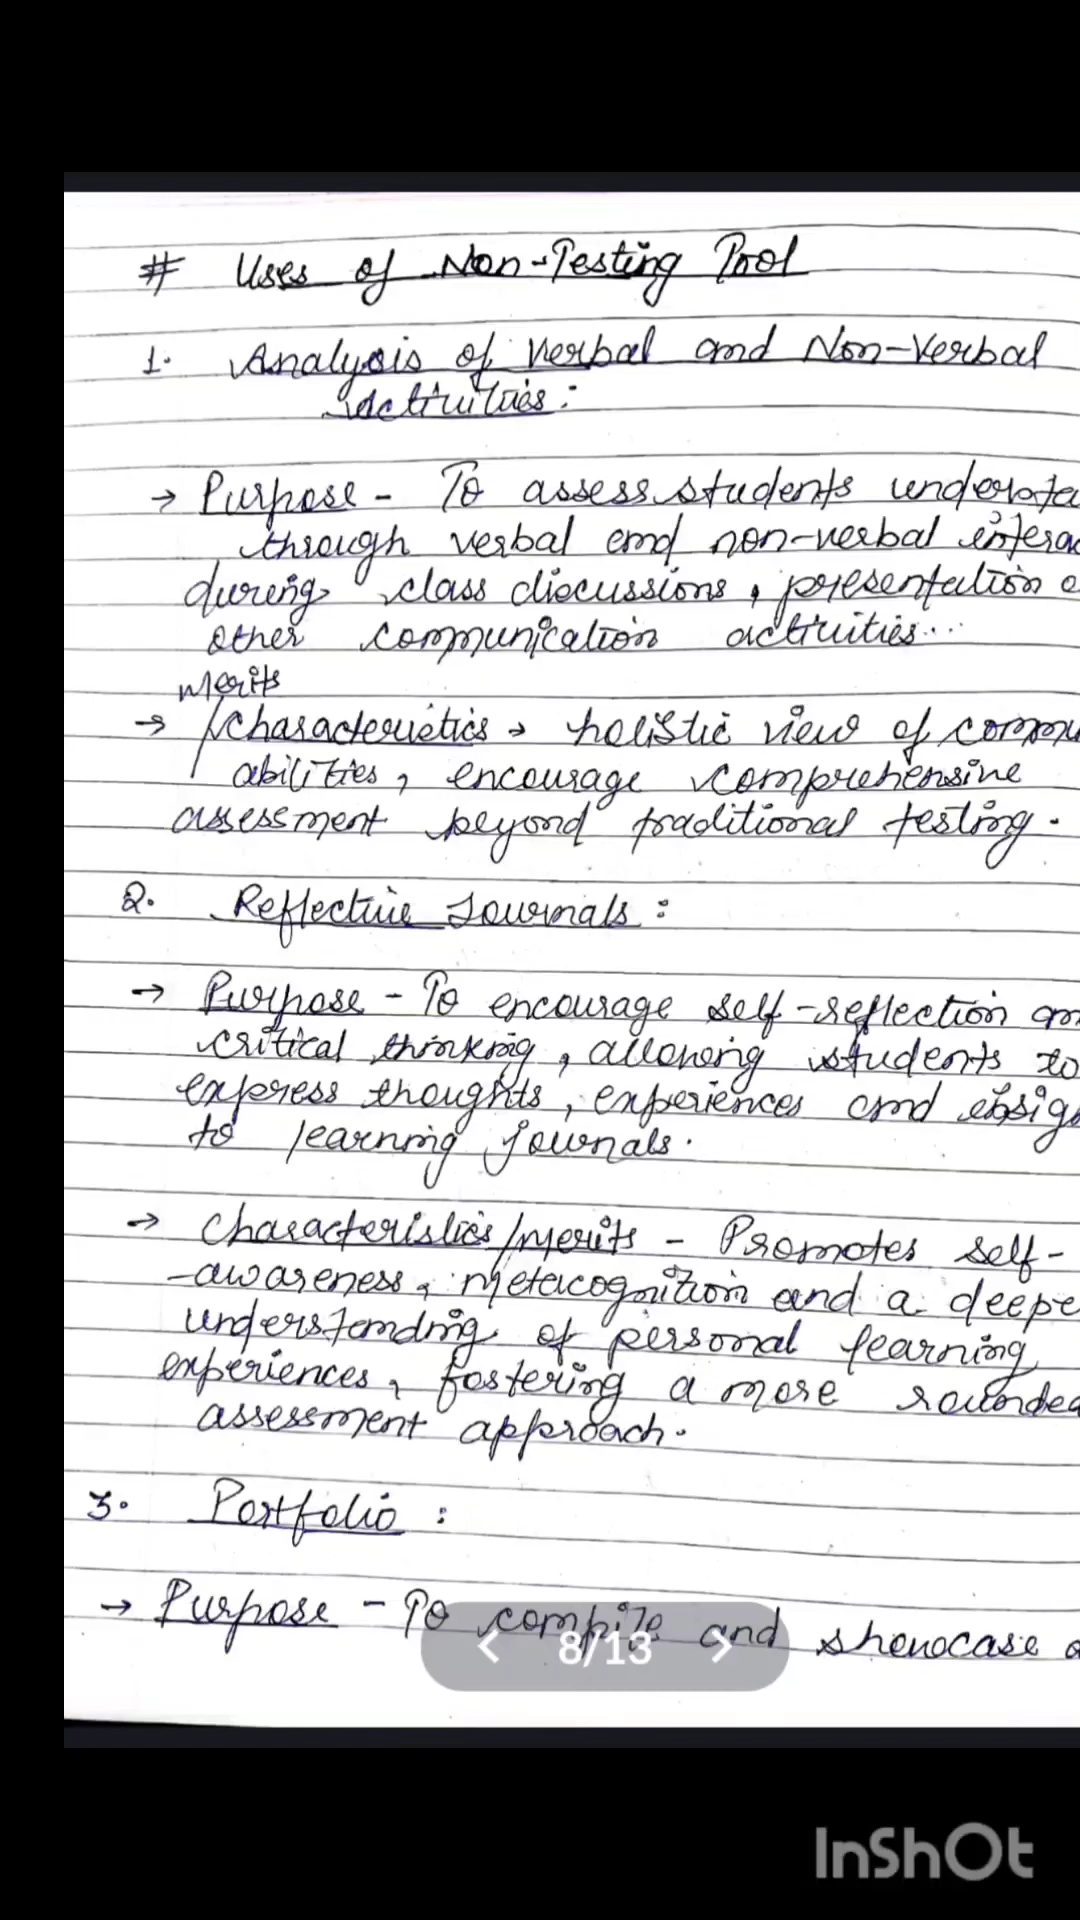 # Uses of Non-Testing Tool
1. Analysis of Verbal and Non-Verbal
activities:
→ Purpose - To assess students understa
through verbal and non-verbal interac
during class discussions, presentation
other communication activities...
merits
→ /Characteristics → holistic view of commu
abilities, encourage comprehensive
assessment beyond traditional testing.
2. Reflective Journals :
→ Purpose - To encourage self-reflection an
critical thinking, allowing students to
express thoughts, experiences and insig
to learning journals.
→ Characteristics/merits - Promotes self-
-awareness, metacognition and a deepe
understanding of personal learning
experiences, fostering a more rounded
assessment approach.
3. Portfolio :
→ Purpose - To compile and showcase a
< 8/13 >
InShOt